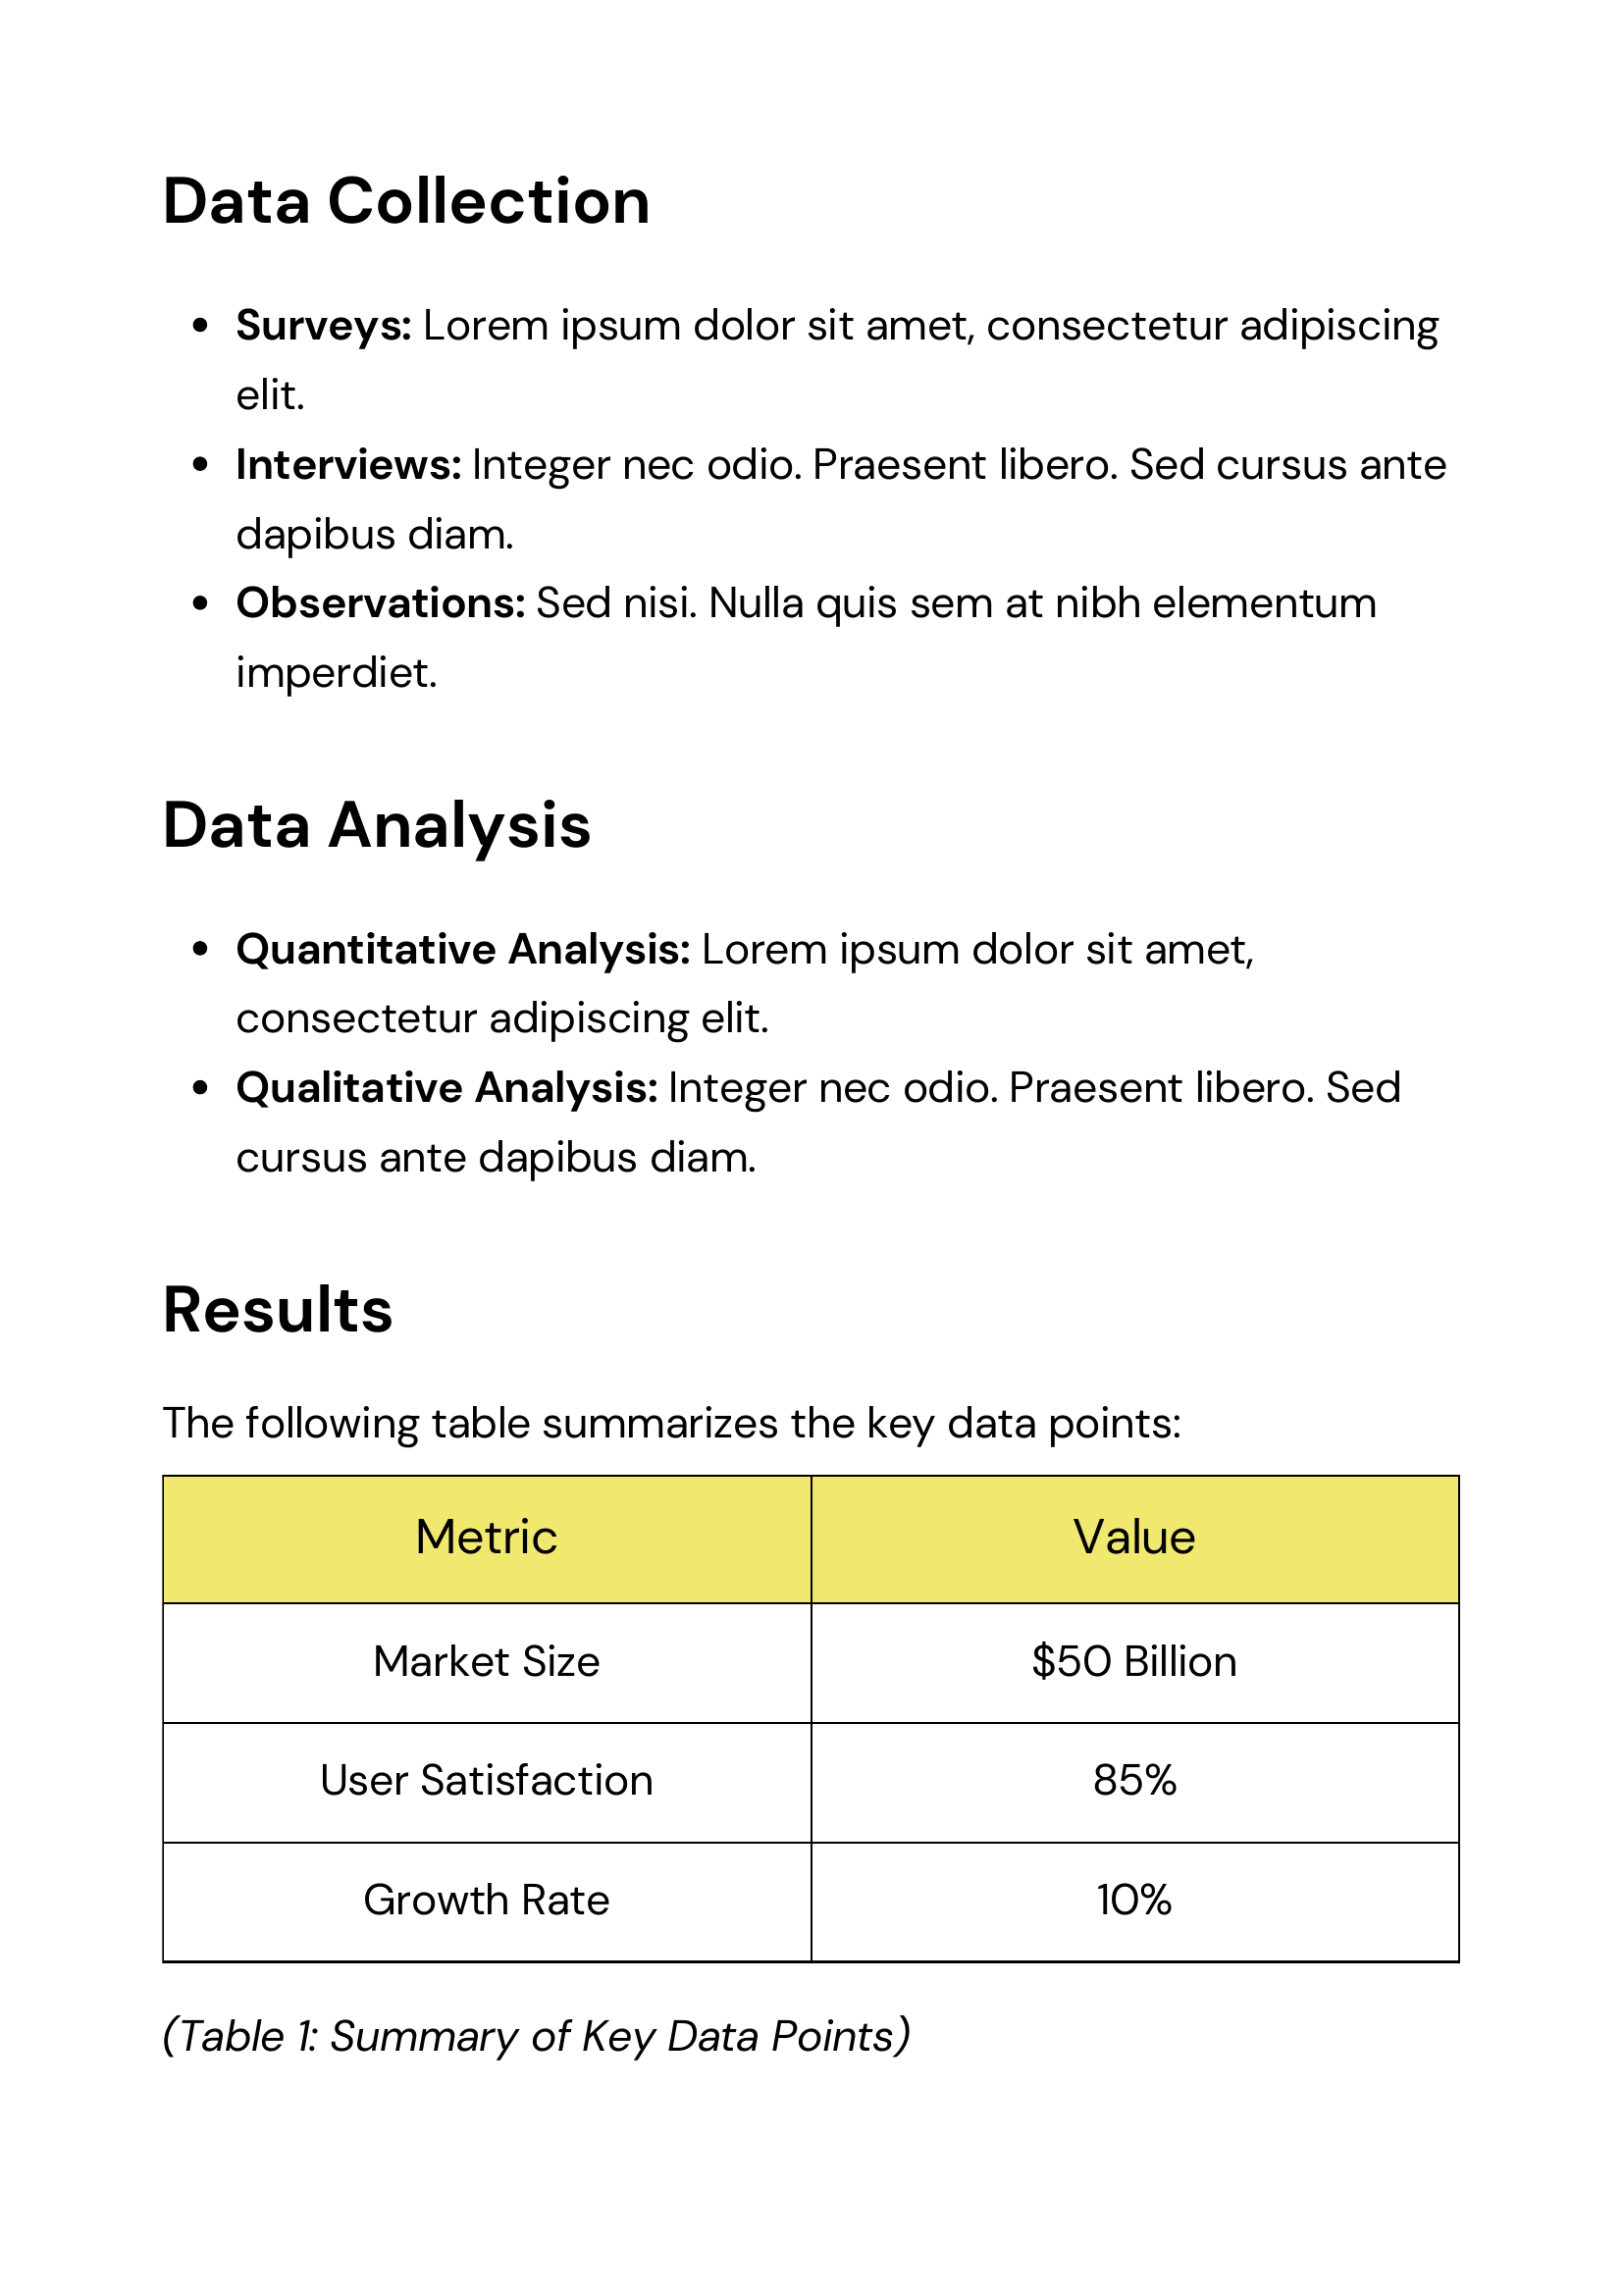 Data Collection
• Surveys: Lorem ipsum dolor sit amet, consectetur adipiscing
elit.
• Interviews: Integer nec odio. Praesent libero. Sed cursus ante
dapibus diam.
• Observations: Sed nisi. Nulla quis sem at nibh elementum
imperdiet.
Data Analysis
• Quantitative Analysis: Lorem ipsum dolor sit amet,
consectetur adipiscing elit.
• Qualitative Analysis: Integer nec odio. Praesent libero. Sed
cursus ante dapibus diam.
Results
The following table summarizes the key data points:
Metric Value
Market Size $50 Billion
User Satisfaction 85%
Growth Rate 10%
(Table 1: Summary of Key Data Points)